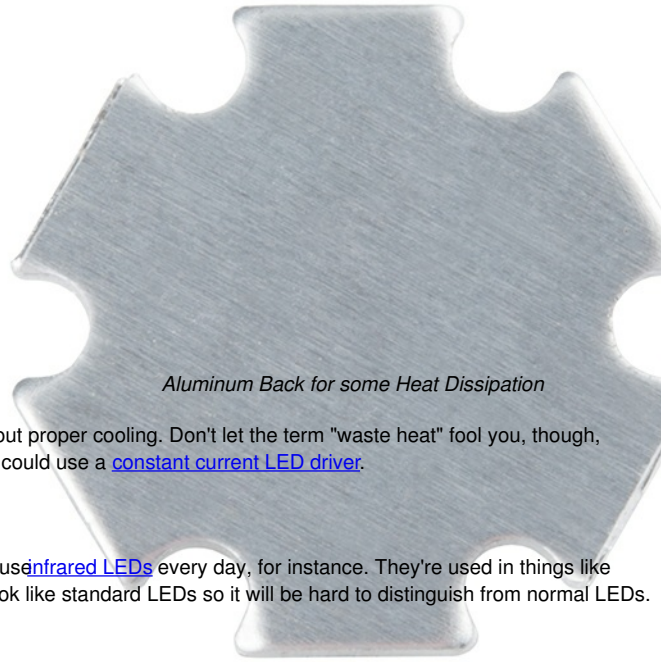 Aluminum Back for some Heat Dissipation
out proper cooling. Don't let the term "waste heat" fool you, though,
could use a constant current LED driver.
use infrared LEDs every day, for instance. They're used in things like
ok like standard LEDs so it will be hard to distinguish from normal LEDs.